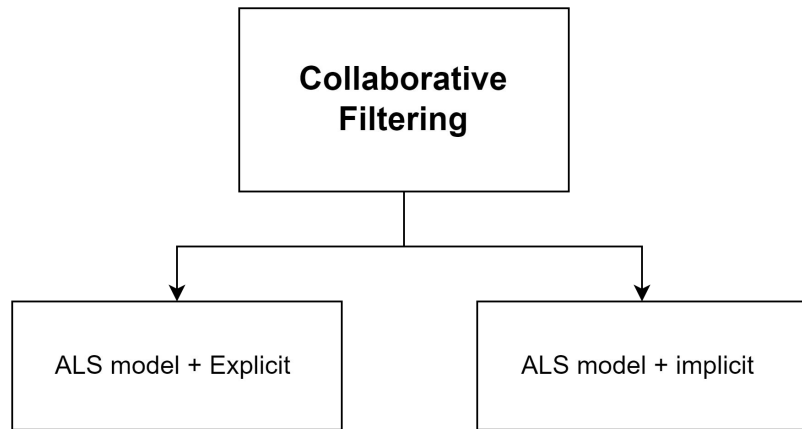 Collaborative
Filtering
ALS model + Explicit
ALS model + implicit